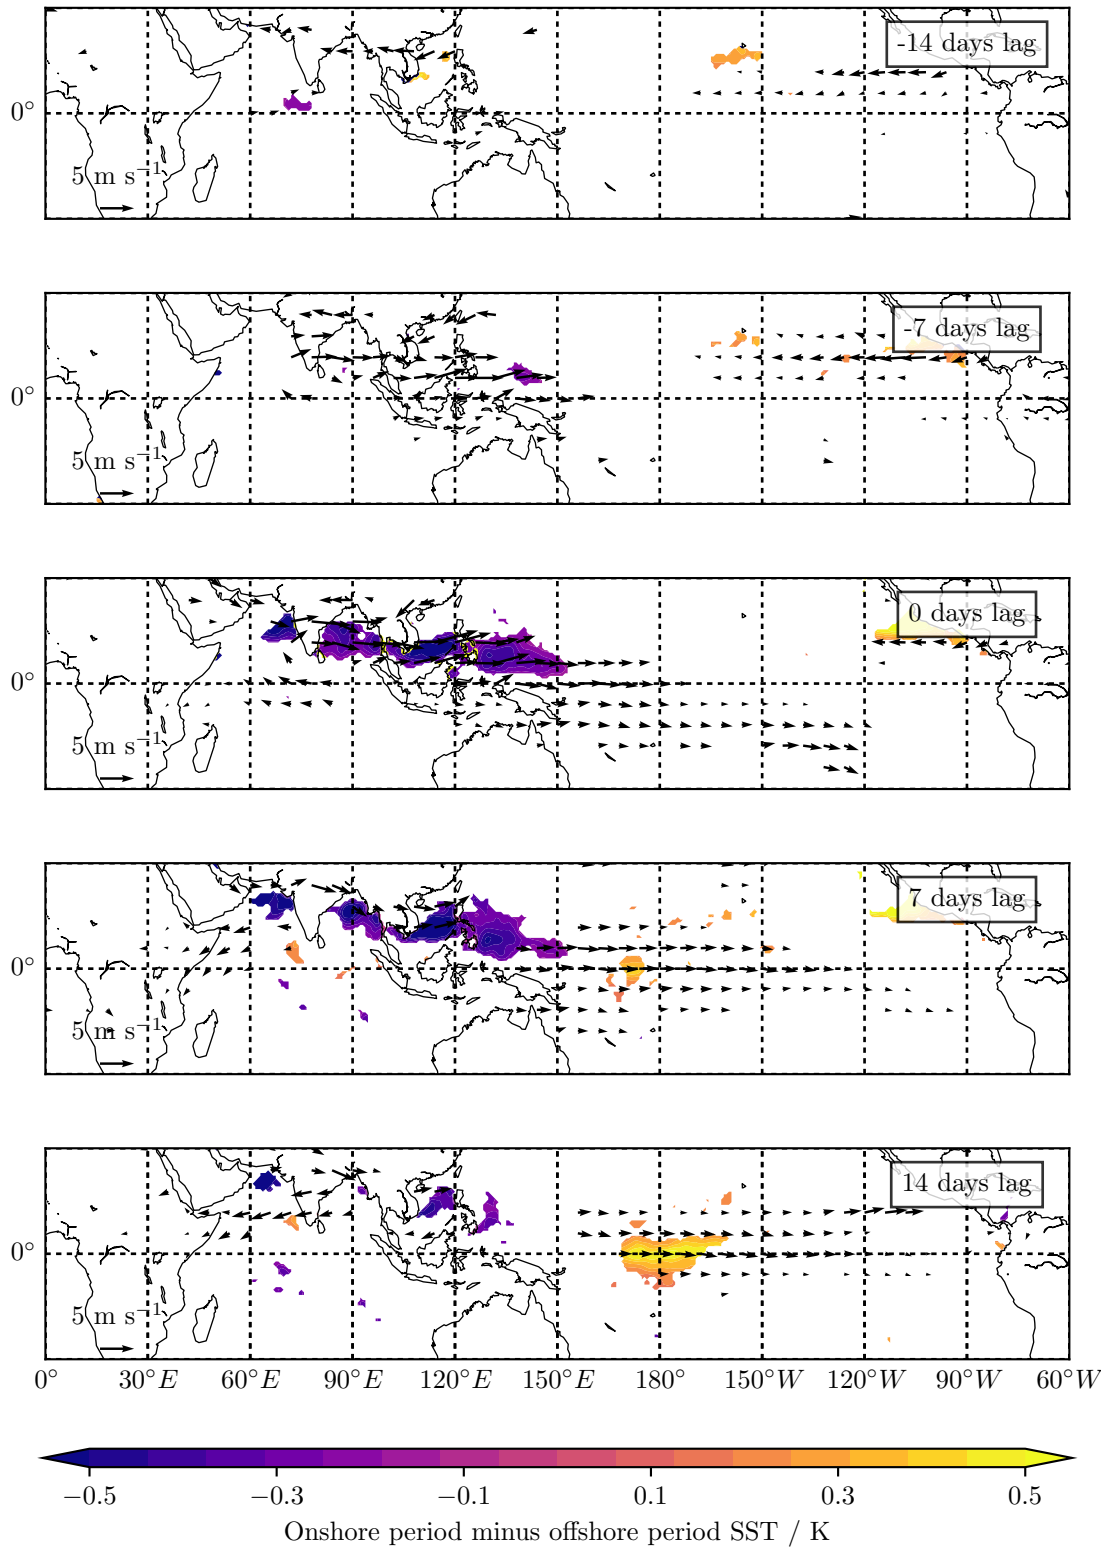 -14 days lag
0°
5 m s⁻¹
-7 days lag
0°
5 m s⁻¹
0 days lag
0°
5 m s⁻¹
7 days lag
0°
5 m s⁻¹
14 days lag
0°
5 m s⁻¹
0° 30°E 60°E 90°E 120°E 150°E 180° 150°W 120°W 90°W 60°W
−0.5 −0.3 −0.1 0.1 0.3 0.5
Onshore period minus offshore period SST / K